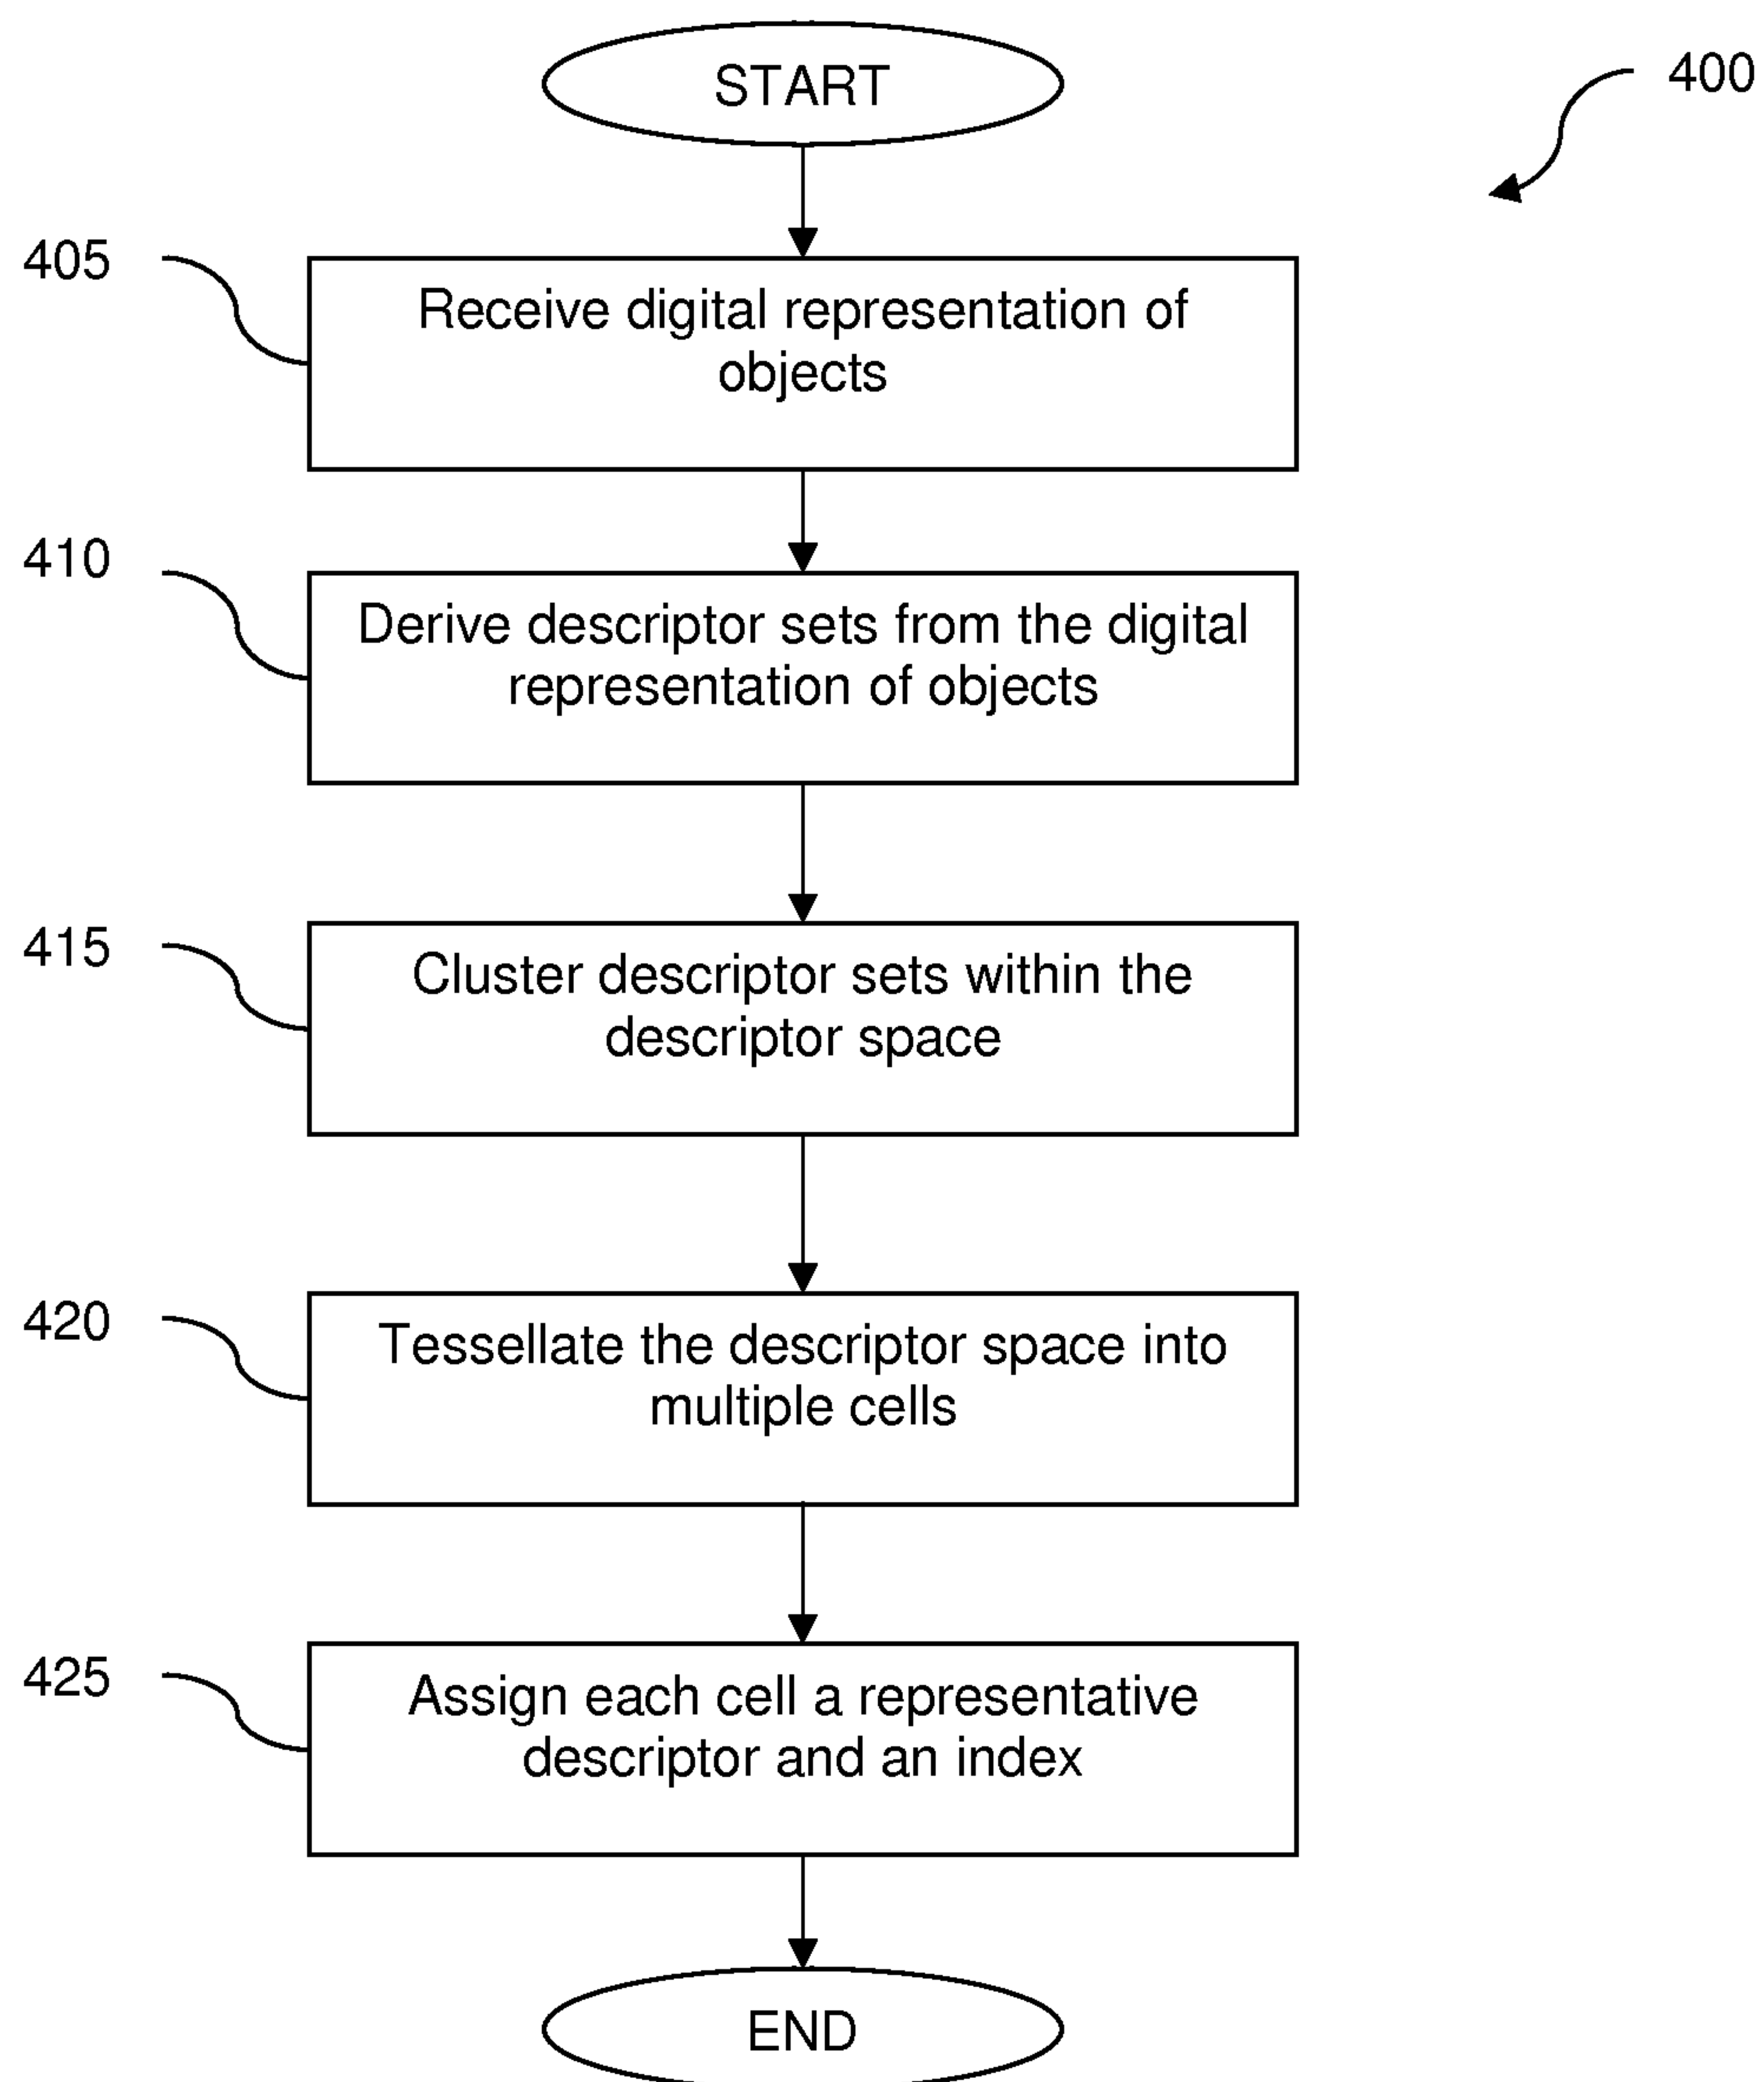 START
400
405
Receive digital representation of
objects
410
Derive descriptor sets from the digital
representation of objects
415
Cluster descriptor sets within the
descriptor space
420
Tessellate the descriptor space into
multiple cells
425
Assign each cell a representative
descriptor and an index
END